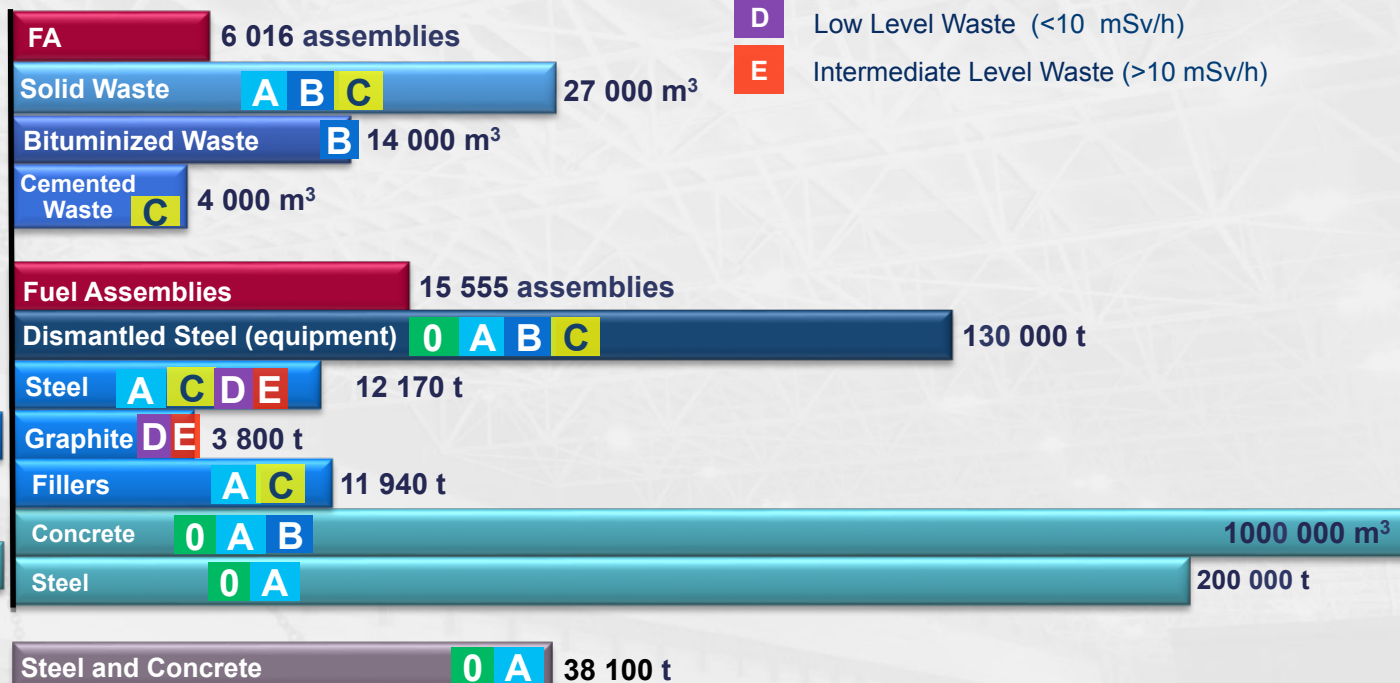 FA 6 016 assemblies
D Low Level Waste (<10 mSv/h)
E Intermediate Level Waste (>10 mSv/h)
Solid Waste A B C 27 000 m³
Bituminized Waste B 14 000 m³
Cemented
Waste C 4 000 m³
Fuel Assemblies 15 555 assemblies
Dismantled Steel (equipment) 0 A B C 130 000 t
Steel A C D E 12 170 t
Graphite D E 3 800 t
Fillers A C 11 940 t
Concrete 0 A B 1000 000 m³
Steel 0 A 200 000 t
Steel and Concrete 0 A 38 100 t